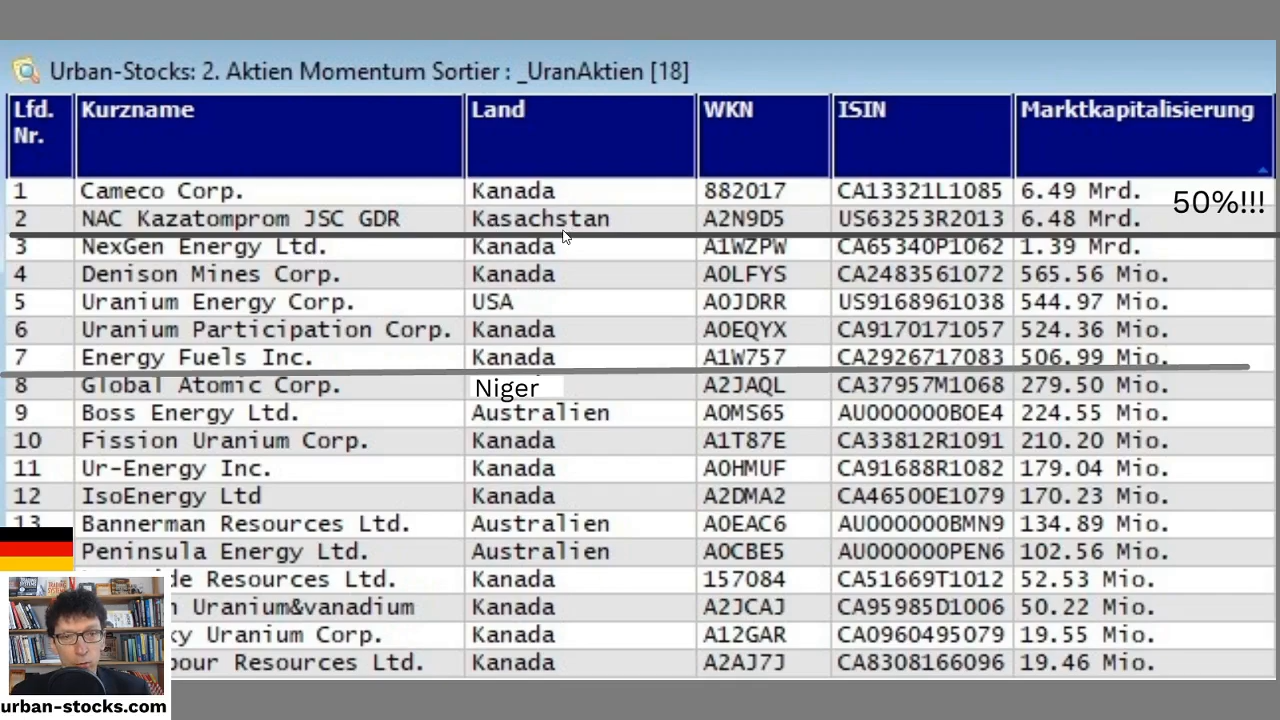 Urban-Stocks: 2. Aktien Momentum Sortier : _UranAktien [18]
Lfd. Nr. Kurzname Land WKN ISIN Marktkapitalisierung
1 Cameco Corp. Kanada 882017 CA13321L1085 6.49 Mrd.
50%!!!
2 NAC Kazatomprom JSC GDR Kasachstan A2N9D5 US63253R2013 6.48 Mrd.
3 NexGen Energy Ltd. Kanada A1WZPW CA65340P1062 1.39 Mrd.
4 Denison Mines Corp. Kanada A0LFYS CA2483561072 565.56 Mio.
5 Uranium Energy Corp. USA A0JDRR US9168961038 544.97 Mio.
6 Uranium Participation Corp. Kanada A0EQYX CA9170171057 524.36 Mio.
7 Energy Fuels Inc. Kanada A1W757 CA2926717083 506.99 Mio.
8 Global Atomic Corp. Niger A2JAQL CA37957M1068 279.50 Mio.
9 Boss Energy Ltd. Australien A0MS65 AU000000BOE4 224.55 Mio.
10 Fission Uranium Corp. Kanada A1T87E CA33812R1091 210.20 Mio.
11 Ur-Energy Inc. Kanada A0HMUF CA91688R1082 179.04 Mio.
12 IsoEnergy Ltd Kanada A2DMA2 CA46500E1079 170.23 Mio.
13 Bannerman Resources Ltd. Australien A0EAC6 AU000000BMN9 134.89 Mio.
Peninsula Energy Ltd. Australien A0CBE5 AU000000PEN6 102.56 Mio.
Resources Ltd. Kanada 157084 CA51669T1012 52.53 Mio.
Uranium&vanadium Kanada A2JCAJ CA95985D1006 50.22 Mio.
Uranium Corp. Kanada A12GAR CA0960495079 19.55 Mio.
Resources Ltd. Kanada A2AJ7J CA8308166096 19.46 Mio.
urban-stocks.com